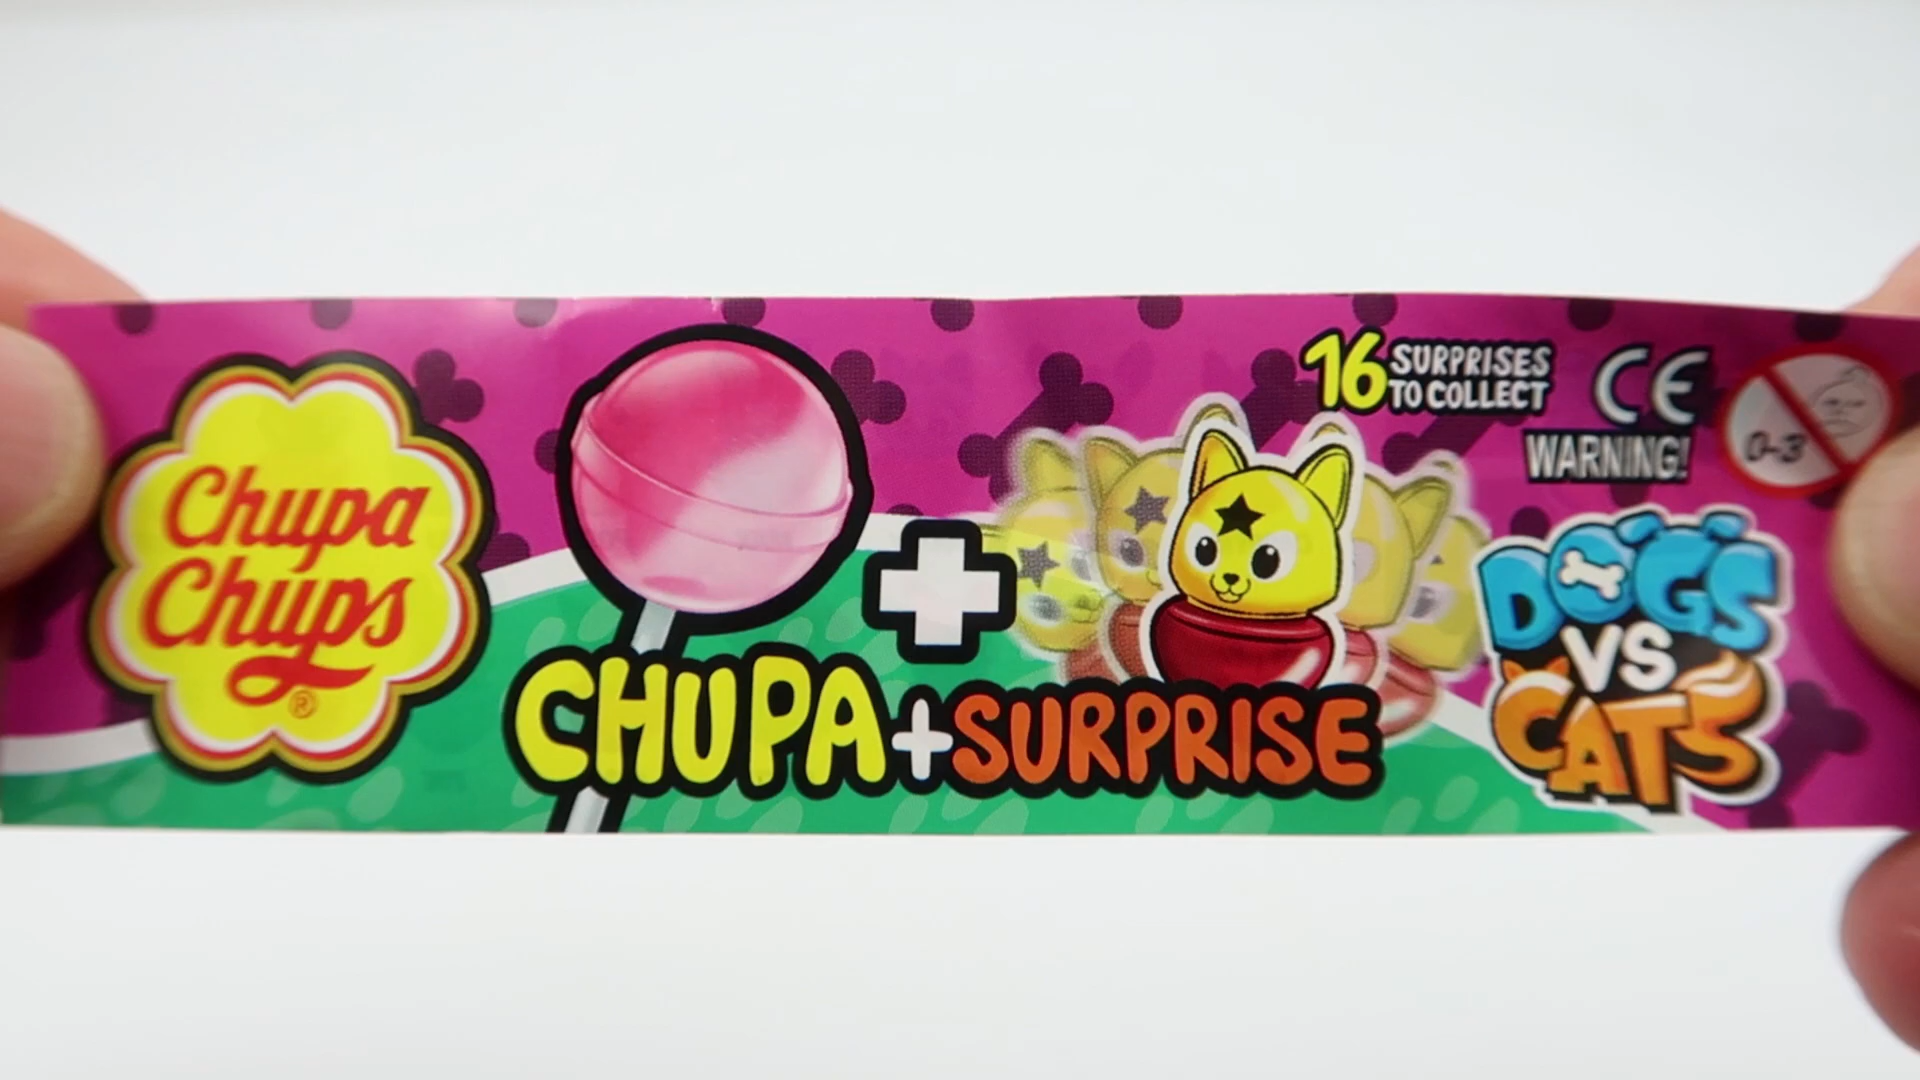 Chupa
Chups
®
CHUPA+SURPRISE
16 SURPRISES
TO COLLECT
CE
WARNING!
0-3
DOGS
VS
CATS